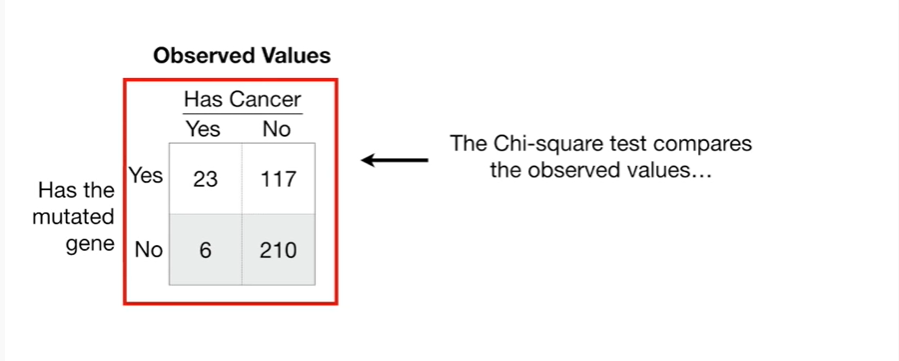 Observed Values
Has Cancer
Yes No
Has the
mutated
gene
Yes 23 117
No 6 210
The Chi-square test compares
the observed values…